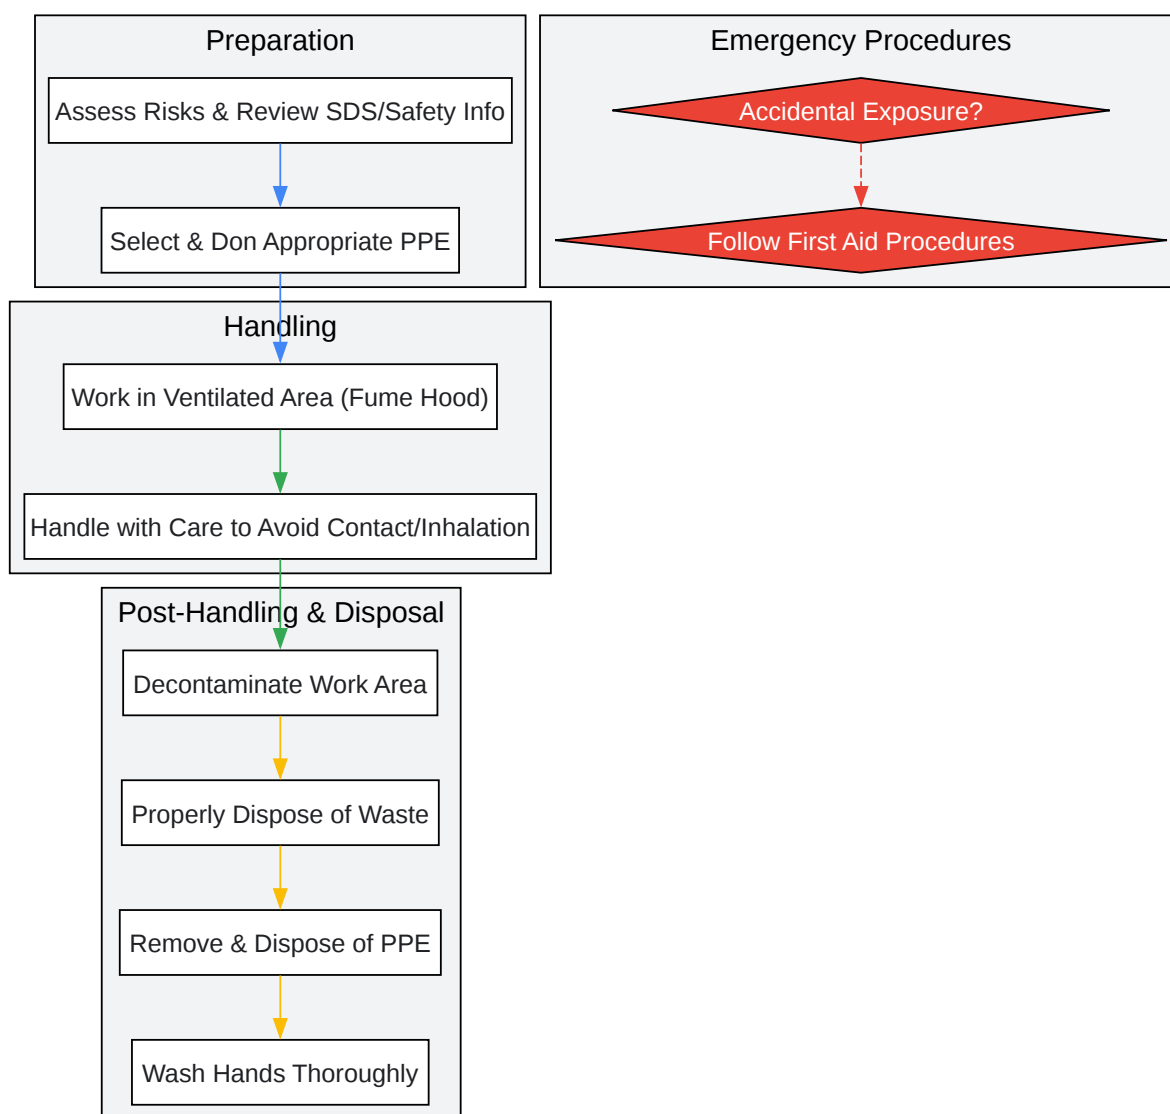 Preparation
Assess Risks & Review SDS/Safety Info
Select & Don Appropriate PPE
Emergency Procedures
Accidental Exposure?
Follow First Aid Procedures
Handling
Work in Ventilated Area (Fume Hood)
Handle with Care to Avoid Contact/Inhalation
Post-Handling & Disposal
Decontaminate Work Area
Properly Dispose of Waste
Remove & Dispose of PPE
Wash Hands Thoroughly